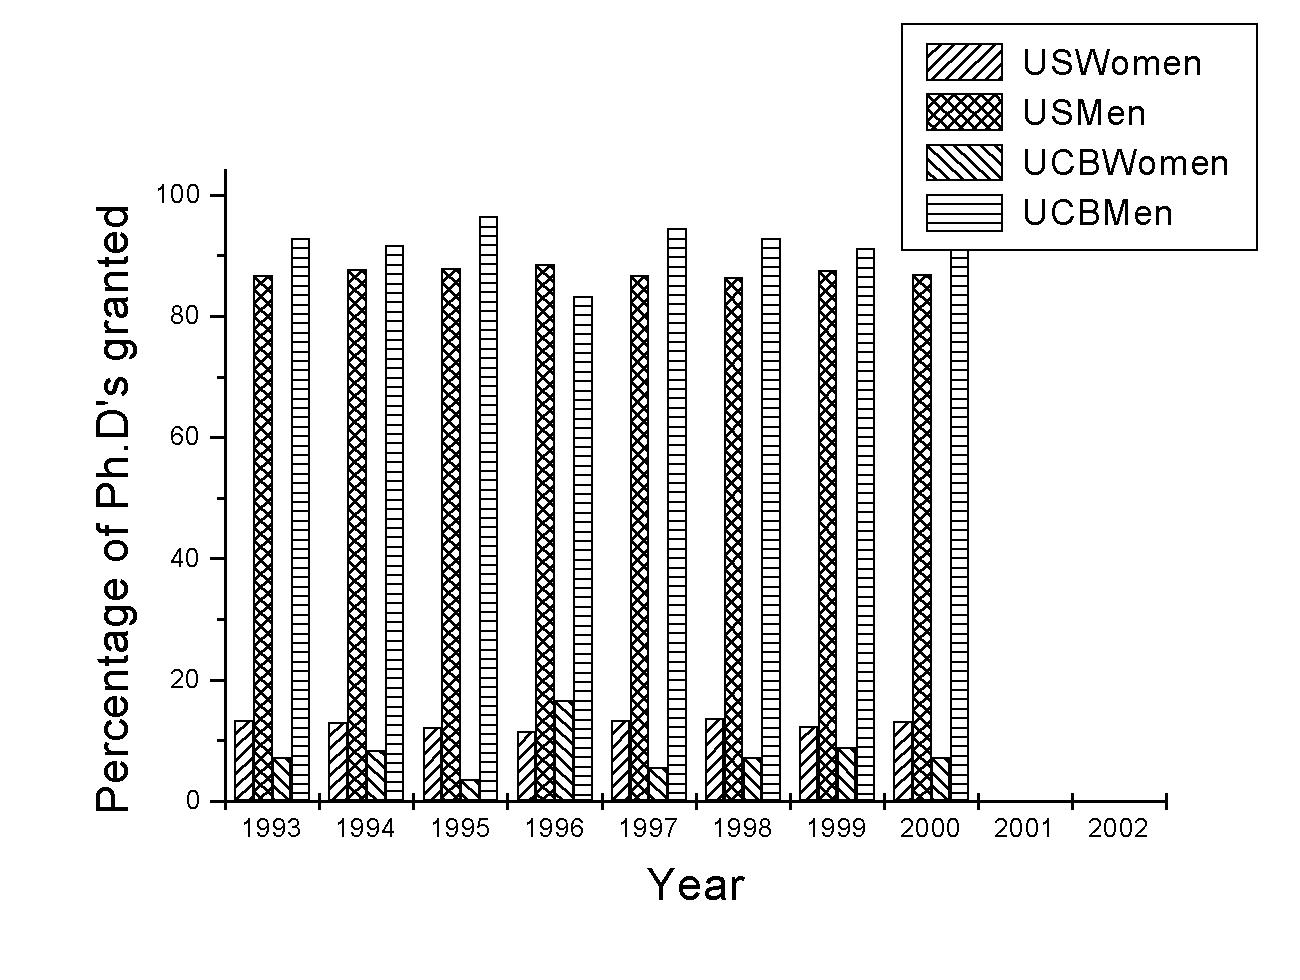 USWomen
USMen
UCBWomen
UCBMen
Percentage of Ph.D's granted
100
80
60
40
20
0
1993 1994 1995 1996 1997 1998 1999 2000 2001 2002
Year